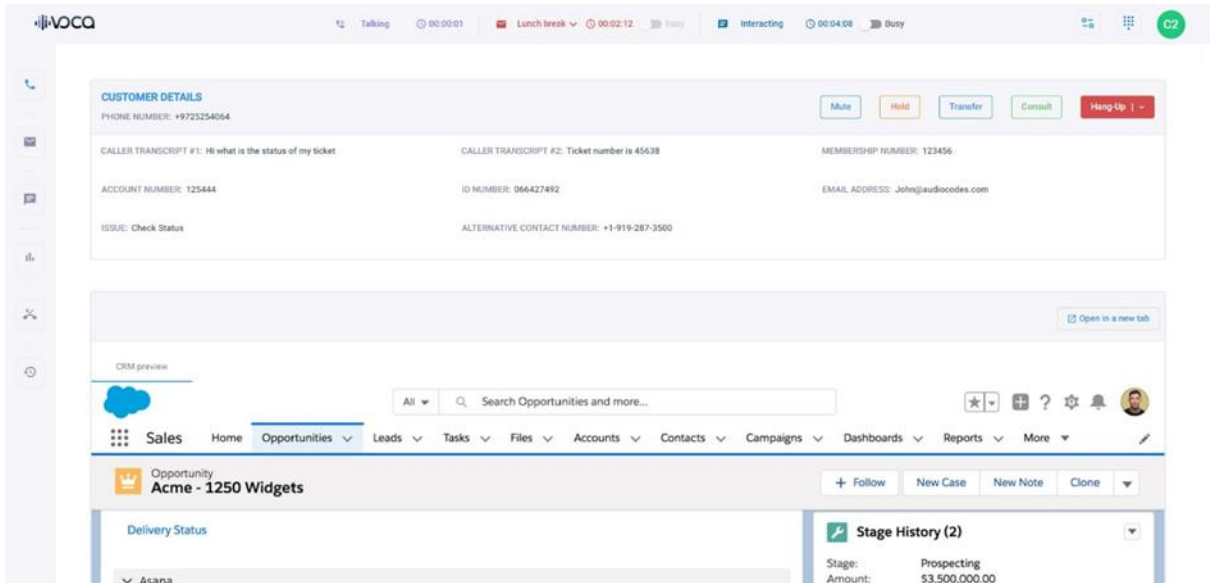 VOCA Talking 00:00:01 Lunch break 00:02:12 Busy Interacting 00:04:08 Busy C2
CUSTOMER DETAILS
PHONE NUMBER: +9725254064
Mute Hold Transfer Consult Hang-Up
CALLER TRANSCRIPT #1: Hi what is the status of my ticket CALLER TRANSCRIPT #2: Ticket number is 45638 MEMBERSHIP NUMBER: 123456
ACCOUNT NUMBER: 125444 ID NUMBER: 066427492 EMAIL ADDRESS: John@audiocodes.com
ISSUE: Check Status ALTERNATIVE CONTACT NUMBER: +1-919-287-3500
Open in a new tab
CRM preview
All Search Opportunities and more...
Sales Home Opportunities Leads Tasks Files Accounts Contacts Campaigns Dashboards Reports More
Opportunity
Acme - 1250 Widgets
+ Follow New Case New Note Clone
Delivery Status
Stage History (2)
Stage: Prospecting
Asana
Amount: $3,500,000.00